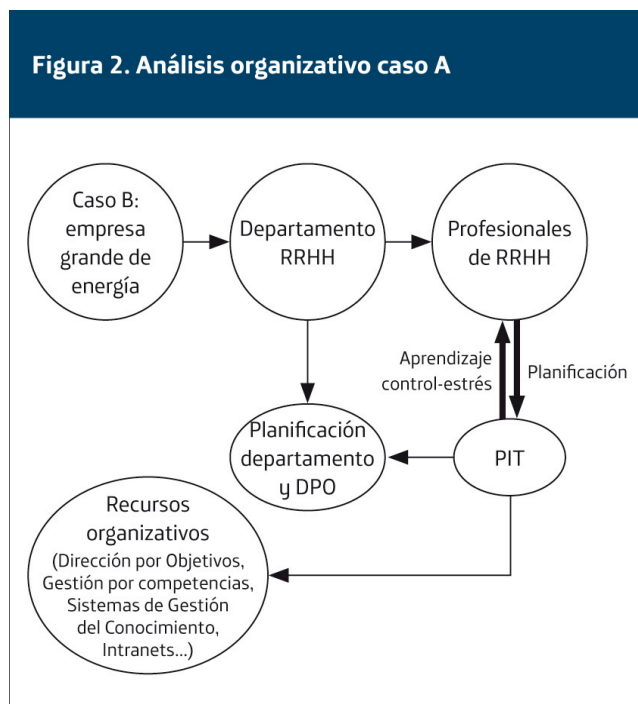 Figura 2. Análisis organizativo caso A
Caso B:
empresa
grande de
energía
Departamento
RRHH
Profesionales
de RRHH
Aprendizaje
control-estrés
Planificación
Planificación
departamento
y DPO
PIT
Recursos
organizativos
(Dirección por Objetivos,
Gestión por competencias,
Sistemas de Gestión
del Conocimiento,
Intranets...)